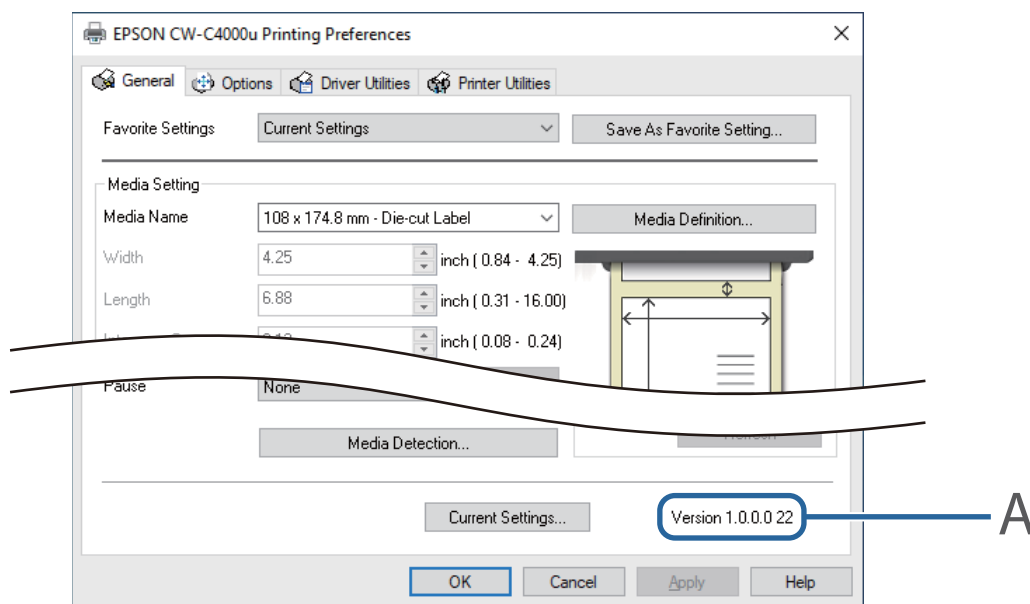 EPSON CW-C4000u Printing Preferences
General Options Driver Utilities Printer Utilities
Favorite Settings Current Settings Save As Favorite Setting...
Media Setting
Media Name 108 x 174.8 mm - Die-cut Label Media Definition...
Width 4.25 inch ( 0.84 - 4.25)
Length 6.88 inch ( 0.31 - 16.00)
inch ( 0.08 - 0.24)
Pause None
Media Detection...
Current Settings... Version 1.0.0.0 22 A
OK Cancel Apply Help